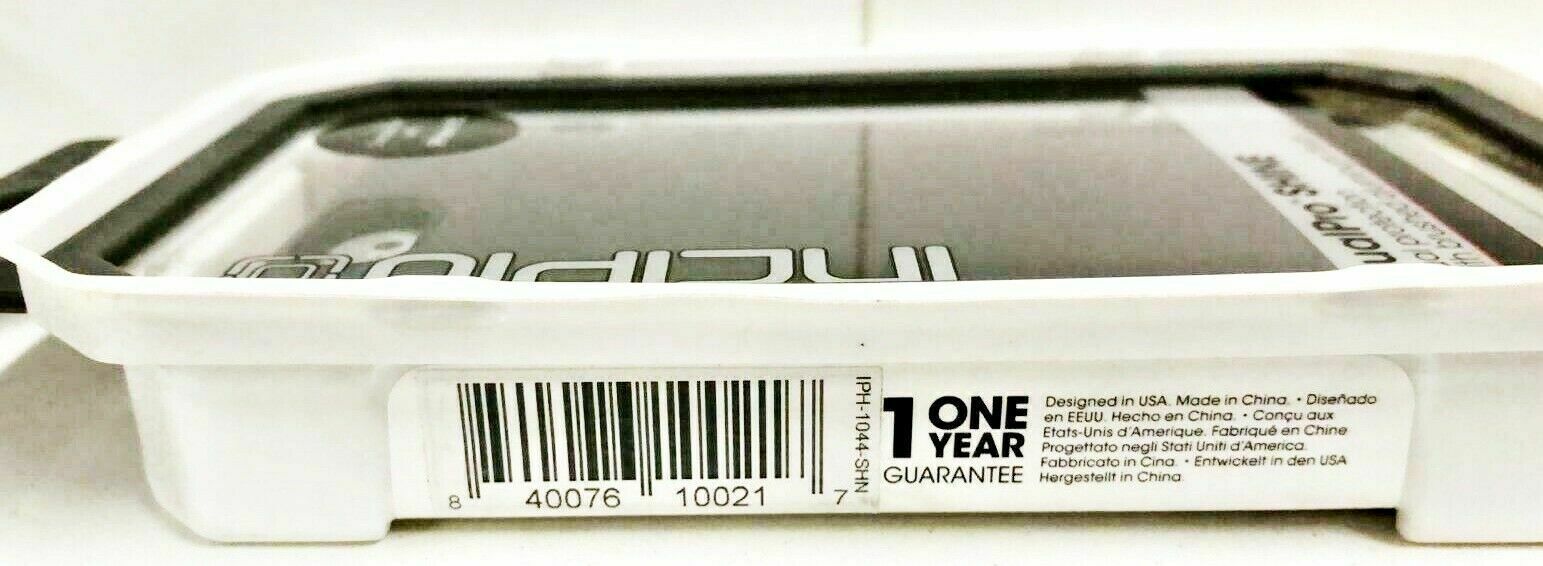 incipio
DualPro® SHINE
8 40076 10021 7
IPH-1044-SHN
1 ONE
YEAR
GUARANTEE
Designed in USA. Made in China. • Diseñado
en EEUU. Hecho en China. • Conçu aux
Etats-Unis d'Amerique. Fabriqué en Chine
Progettato negli Stati Uniti d'America.
Fabbricato in Cina. • Entwickelt in den USA
Hergestellt in China